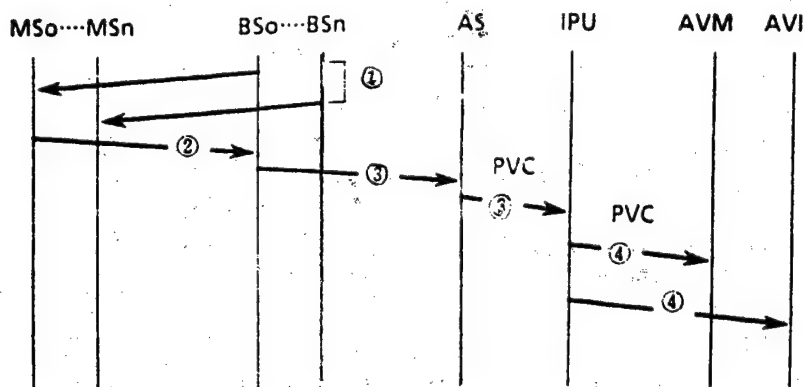 MSo····MSn BSo····BSn AS IPU AVM AVI
①
②
③ PVC
③ PVC
④
④